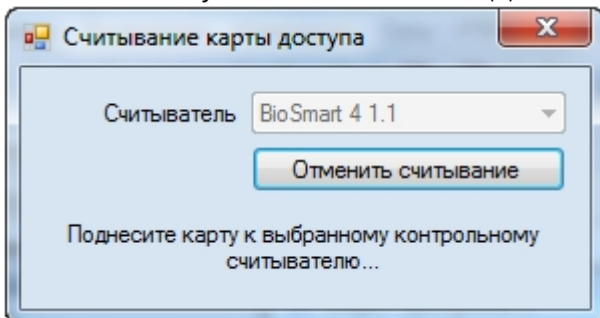 Считывание карты доступа
Считыватель BioSmart 4 1.1
Отменить считывание
Поднесите карту к выбранному контрольному
считывателю...